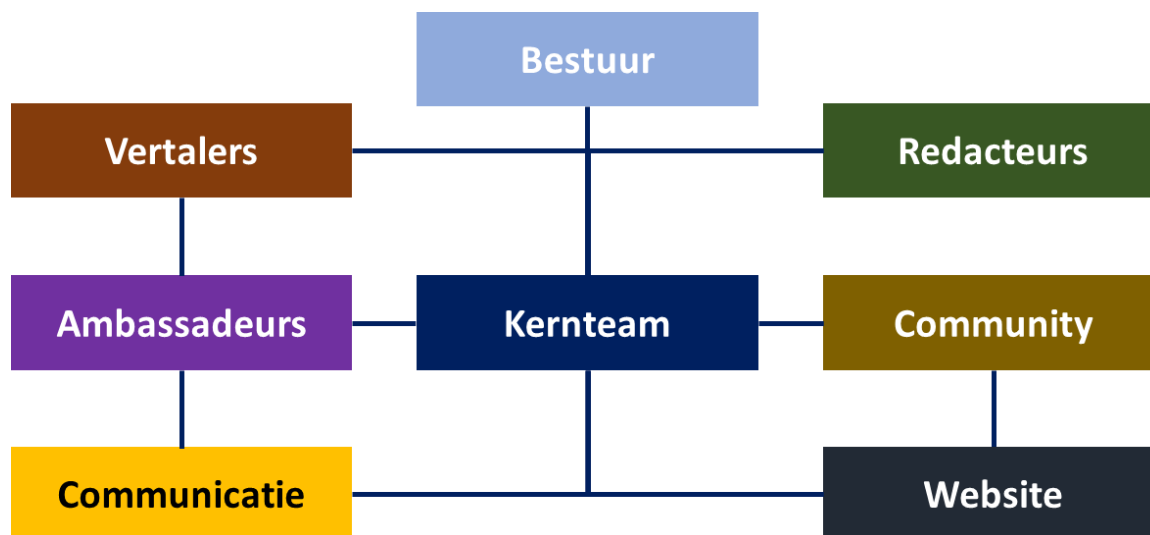 Bestuur
Vertalers
Redacteurs
Ambassadeurs
Kernteam
Community
Communicatie
Website